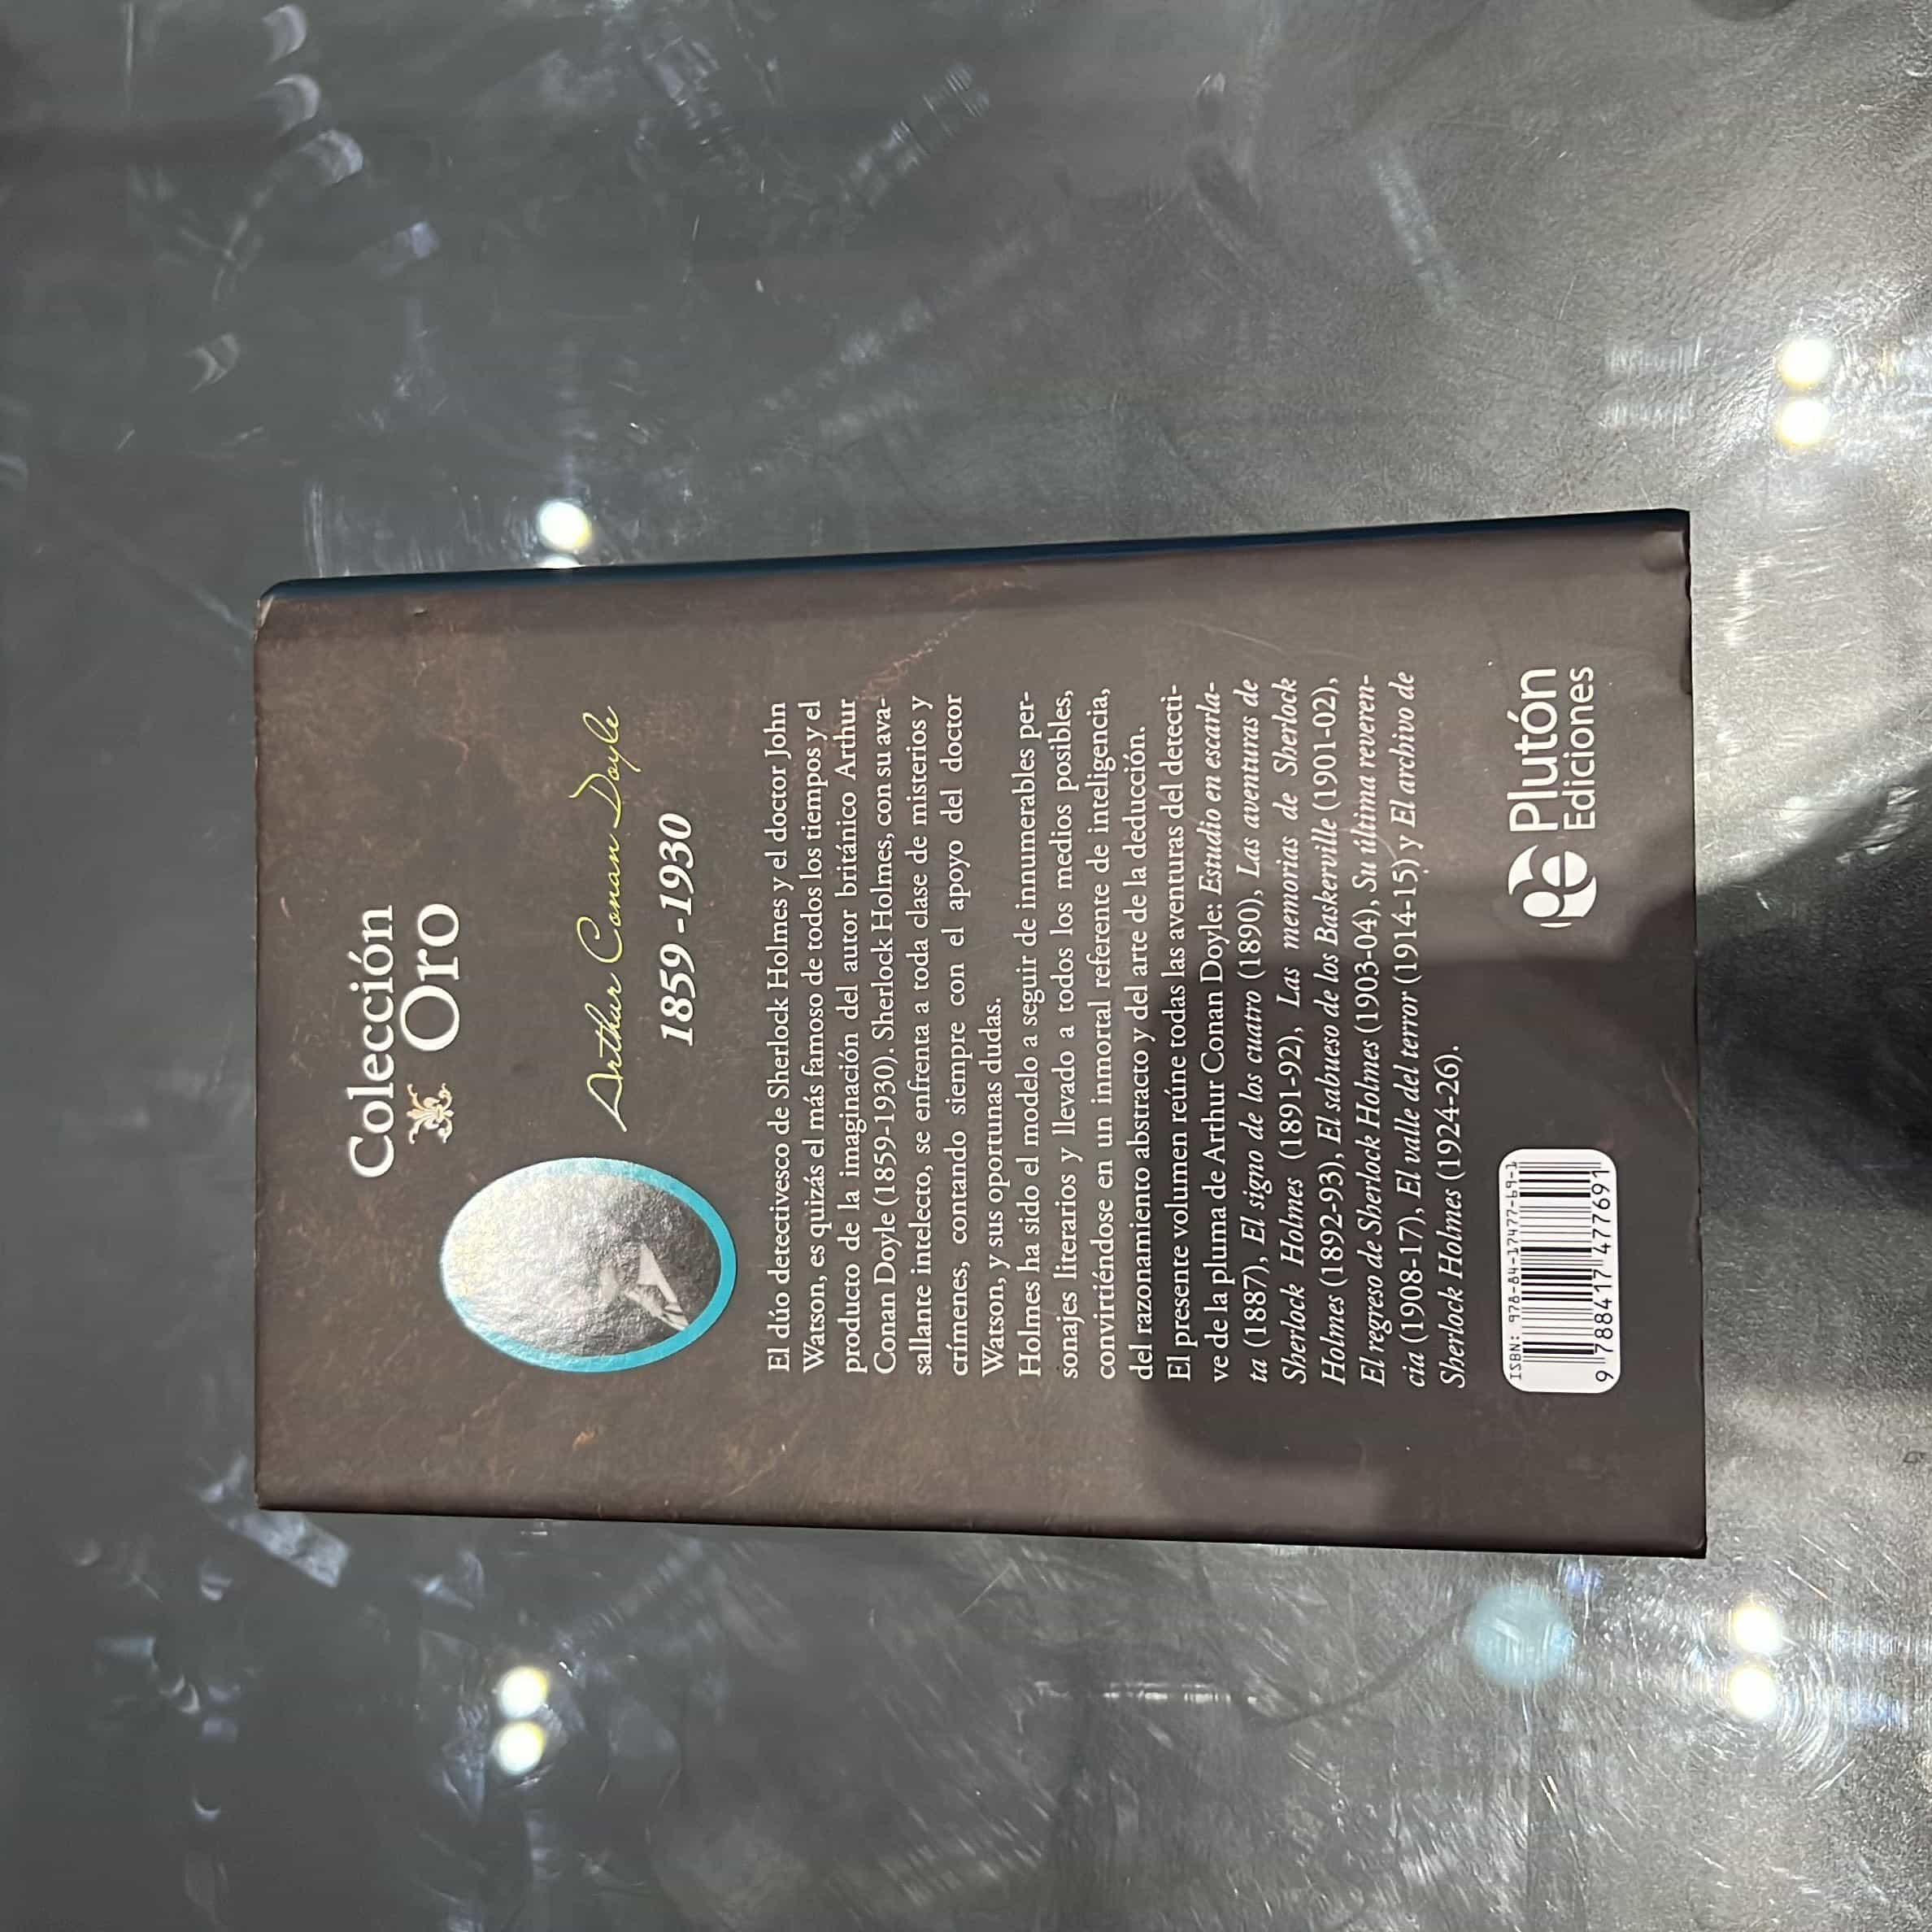 Colección
Oro
Arthur Conan Doyle
1859 - 1930
El dúo detectivesco de Sherlock Holmes y el doctor John
Watson, es quizás el más famoso de todos los tiempos y el
producto de la imaginación del autor británico Arthur
Conan Doyle (1859-1930). Sherlock Holmes, con su ava-
sallante intelecto, se enfrenta a toda clase de misterios y
crímenes, contando siempre con el apoyo del doctor
Watson, y sus oportunas dudas.
Holmes ha sido el modelo a seguir de innumerables per-
sonajes literarios y llevado a todos los medios posibles,
convirtiéndose en un inmortal referente de inteligencia,
del razonamiento abstracto y del arte de la deducción.
El presente volumen reúne todas las aventuras del detecti-
ve de la pluma de Arthur Conan Doyle: Estudio en escarla-
ta (1887), El signo de los cuatro (1890), Las aventuras de
Sherlock Holmes (1891-92), Las memorias de Sherlock
Holmes (1892-93), El sabueso de los Baskerville (1901-02),
El regreso de Sherlock Holmes (1903-04), Su última reveren-
cia (1908-17), El valle del terror (1914-15) y El archivo de
Sherlock Holmes (1924-26).
ISBN: 978-84-17477-69-1
9 788417 477691
Plutón
Ediciones